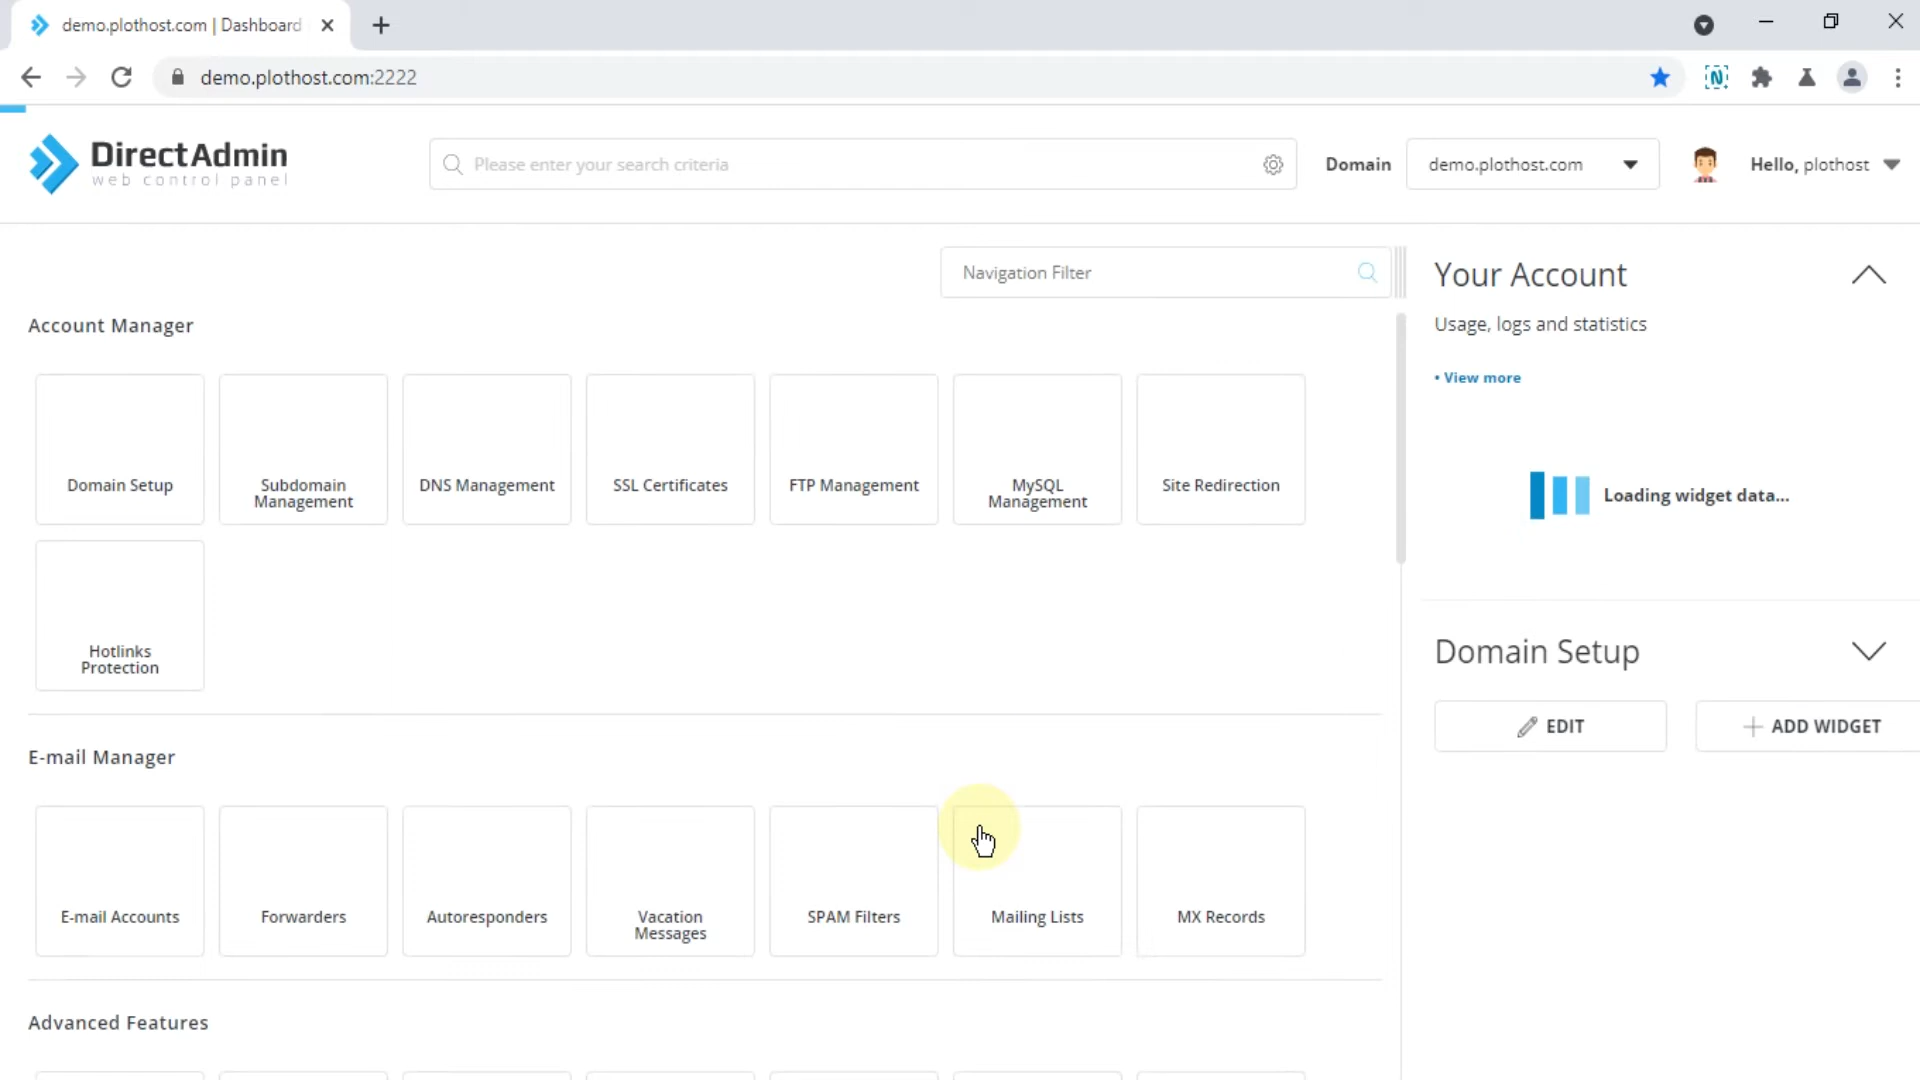 demo.plothost.com | Dashboard
demo.plothost.com:2222
DirectAdmin
web control panel
Please enter your search criteria
Domain
demo.plothost.com
Hello, plothost
Navigation Filter
Your Account
Usage, logs and statistics
• View more
Loading widget data...
Domain Setup
EDIT
ADD WIDGET
Account Manager
Domain Setup
Subdomain
Management
DNS Management
SSL Certificates
FTP Management
MySQL
Management
Site Redirection
Hotlinks
Protection
E-mail Manager
E-mail Accounts
Forwarders
Autoresponders
Vacation
Messages
SPAM Filters
Mailing Lists
MX Records
Advanced Features